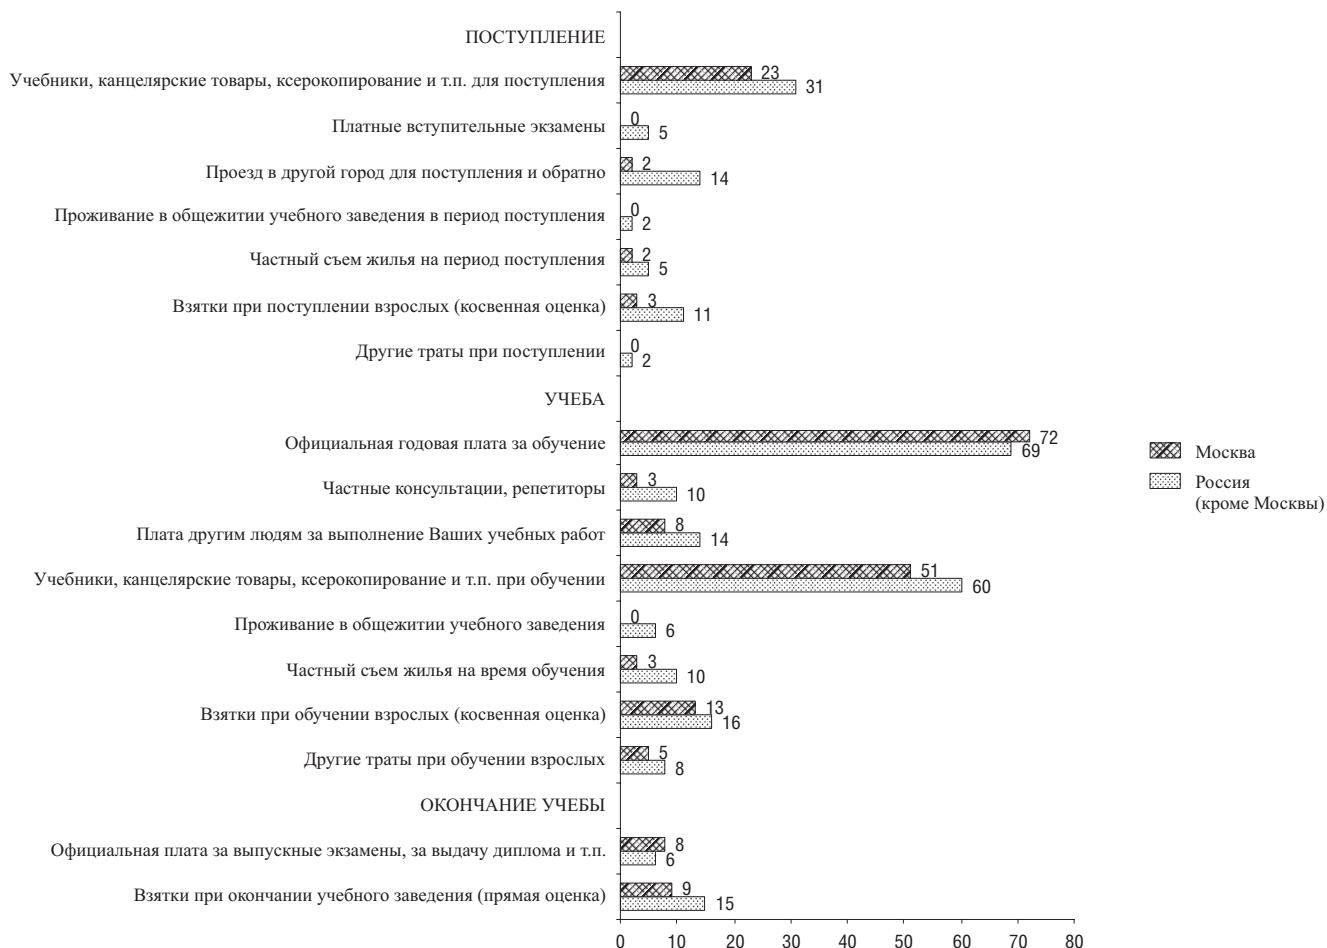 ПОСТУПЛЕНИЕ
Учебники, канцелярские товары, ксерокопирование и т.п. для поступления
23
31
Платные вступительные экзамены
0
5
Проезд в другой город для поступления и обратно
2
14
Проживание в общежитии учебного заведения в период поступления
0
2
Частный съем жилья на период поступления
2
5
Взятки при поступлении взрослых (косвенная оценка)
3
11
Другие траты при поступлении
0
2
УЧЕБА
Официальная годовая плата за обучение
72
69
Частные консультации, репетиторы
3
10
Плата другим людям за выполнение Ваших учебных работ
8
14
Учебники, канцелярские товары, ксерокопирование и т.п. при обучении
51
60
Проживание в общежитии учебного заведения
0
6
Частный съем жилья на время обучения
3
10
Взятки при обучении взрослых (косвенная оценка)
13
16
Другие траты при обучении взрослых
5
8
ОКОНЧАНИЕ УЧЕБЫ
Официальная плата за выпускные экзамены, за выдачу диплома и т.п.
8
6
Взятки при окончании учебного заведения (прямая оценка)
9
15
0 10 20 30 40 50 60 70 80
Москва
Россия
(кроме Москвы)